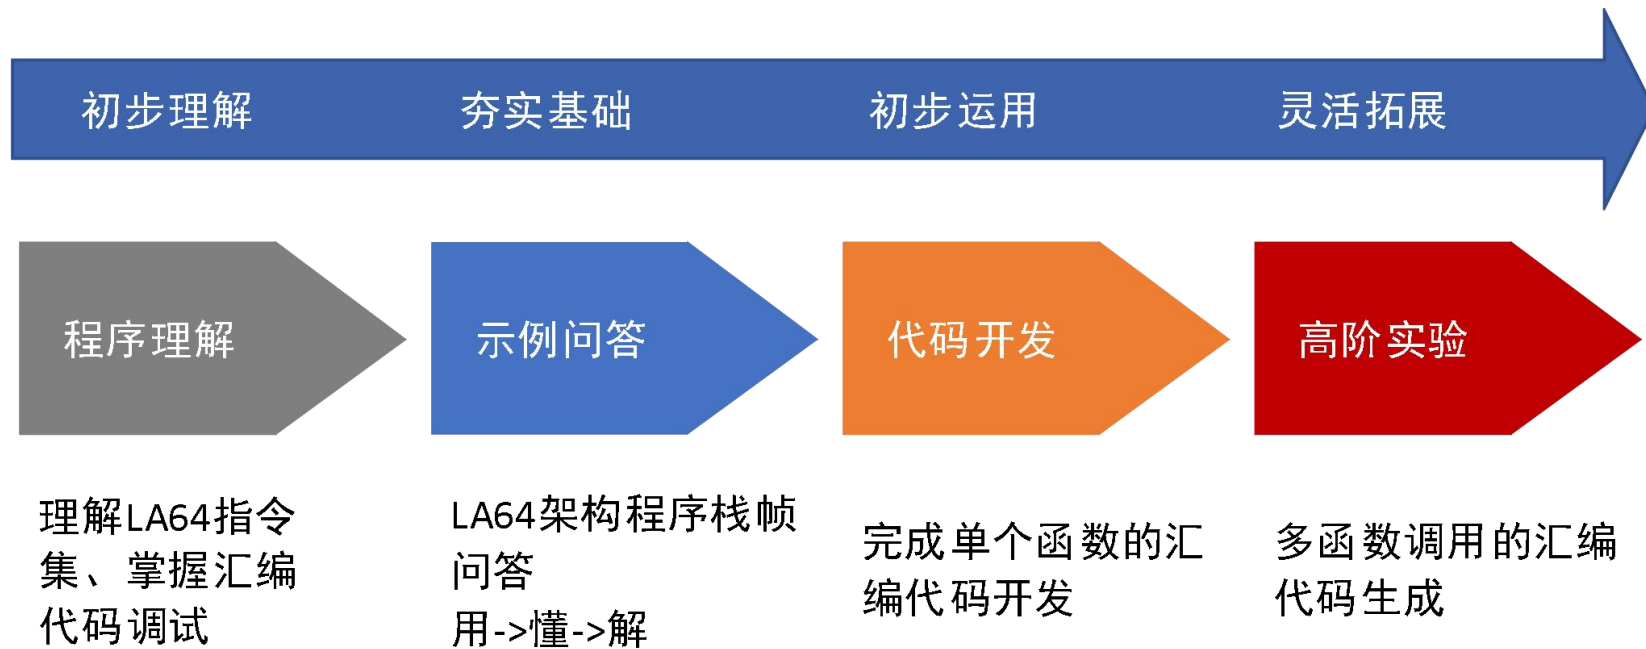 初步理解
夯实基础
初步运用
灵活拓展
程序理解
示例问答
代码开发
高阶实验
理解LA64指令
集、掌握汇编
代码调试
LA64架构程序栈帧
问答
用->懂->解
完成单个函数的汇
编代码开发
多函数调用的汇编
代码生成